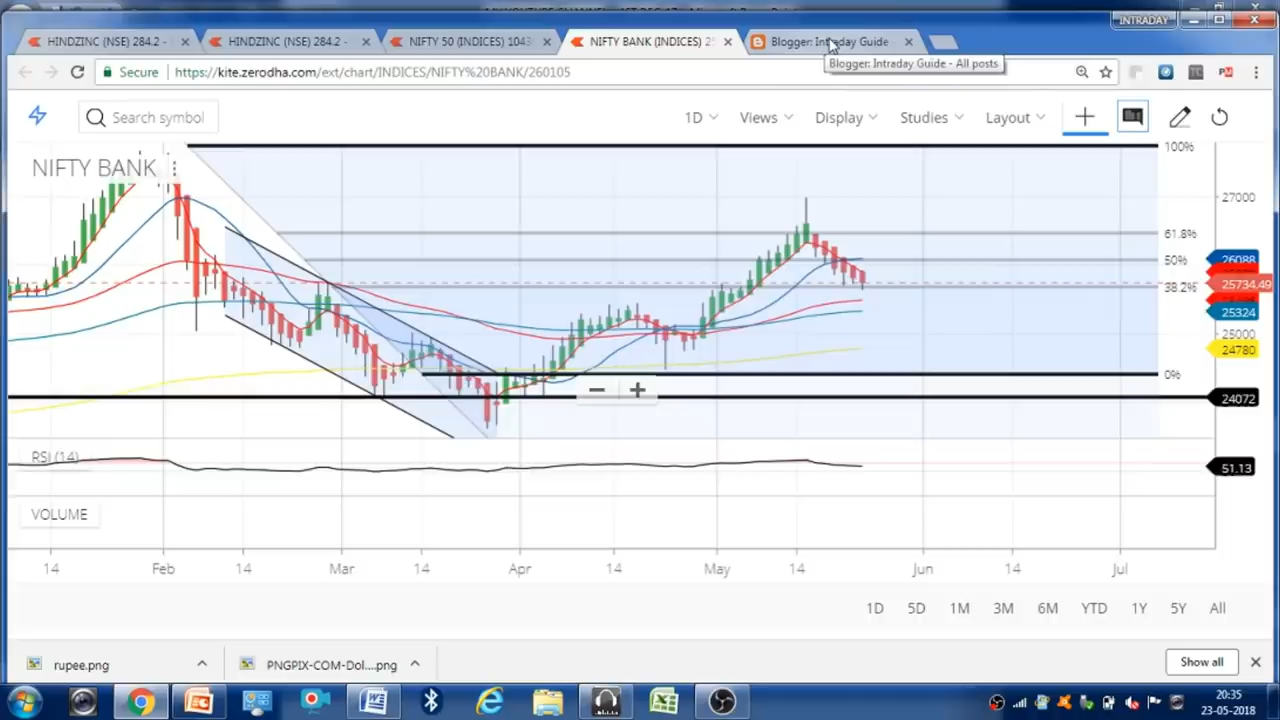 INTRADAY
HINDZINC (NSE) 284.2 -
HINDZINC (NSE) 284.2 -
NIFTY 50 (INDICES) 1043
NIFTY BANK (INDICES) 25
Blogger: Intraday Guide
Secure https://kite.zerodha.com/ext/chart/INDICES/NIFTY%20BANK/260105
Blogger: Intraday Guide - All posts
Search symbol
1D Views Display Studies Layout
NIFTY BANK
100%
27000
61.8%
50%
26088
25734.49
38.2%
25324
25000
24780
0%
24072
RSI (14)
51.13
VOLUME
14 Feb 14 Mar 14 Apr 14 May 14 Jun 14 Jul
1D 5D 1M 3M 6M YTD 1Y 5Y All
rupee.png PNGPIX-COM-Dol....png Show all
20:35
23-05-2018